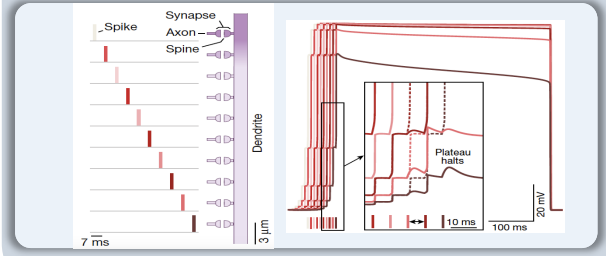 Spike
Synapse
Axon
Spine
Dendrite
7 ms
3 µm
Plateau
halts
10 ms
20 mV
100 ms